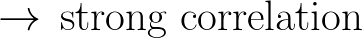 → strong correlation